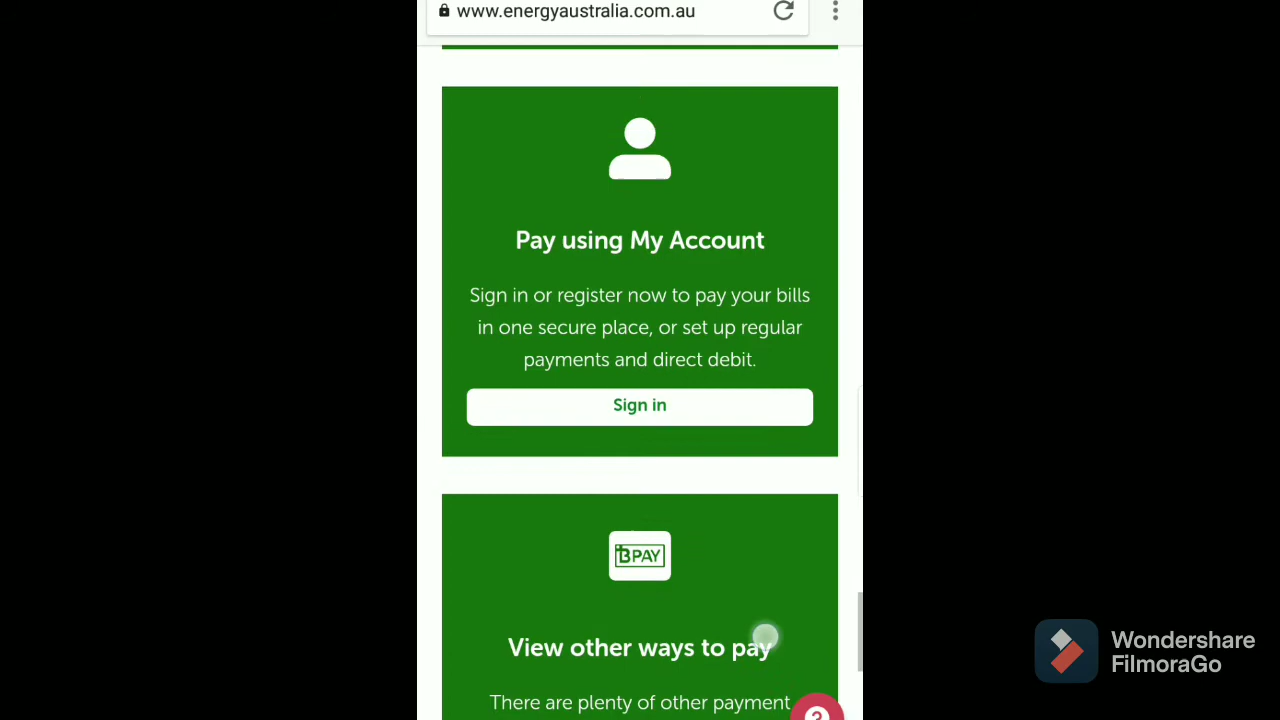 www.energyaustralia.com.au
Pay using My Account
Sign in or register now to pay your bills
in one secure place, or set up regular
payments and direct debit.
Sign in
BPAY
View other ways to pay
There are plenty of other payment
?
Wondershare
FilmoraGo